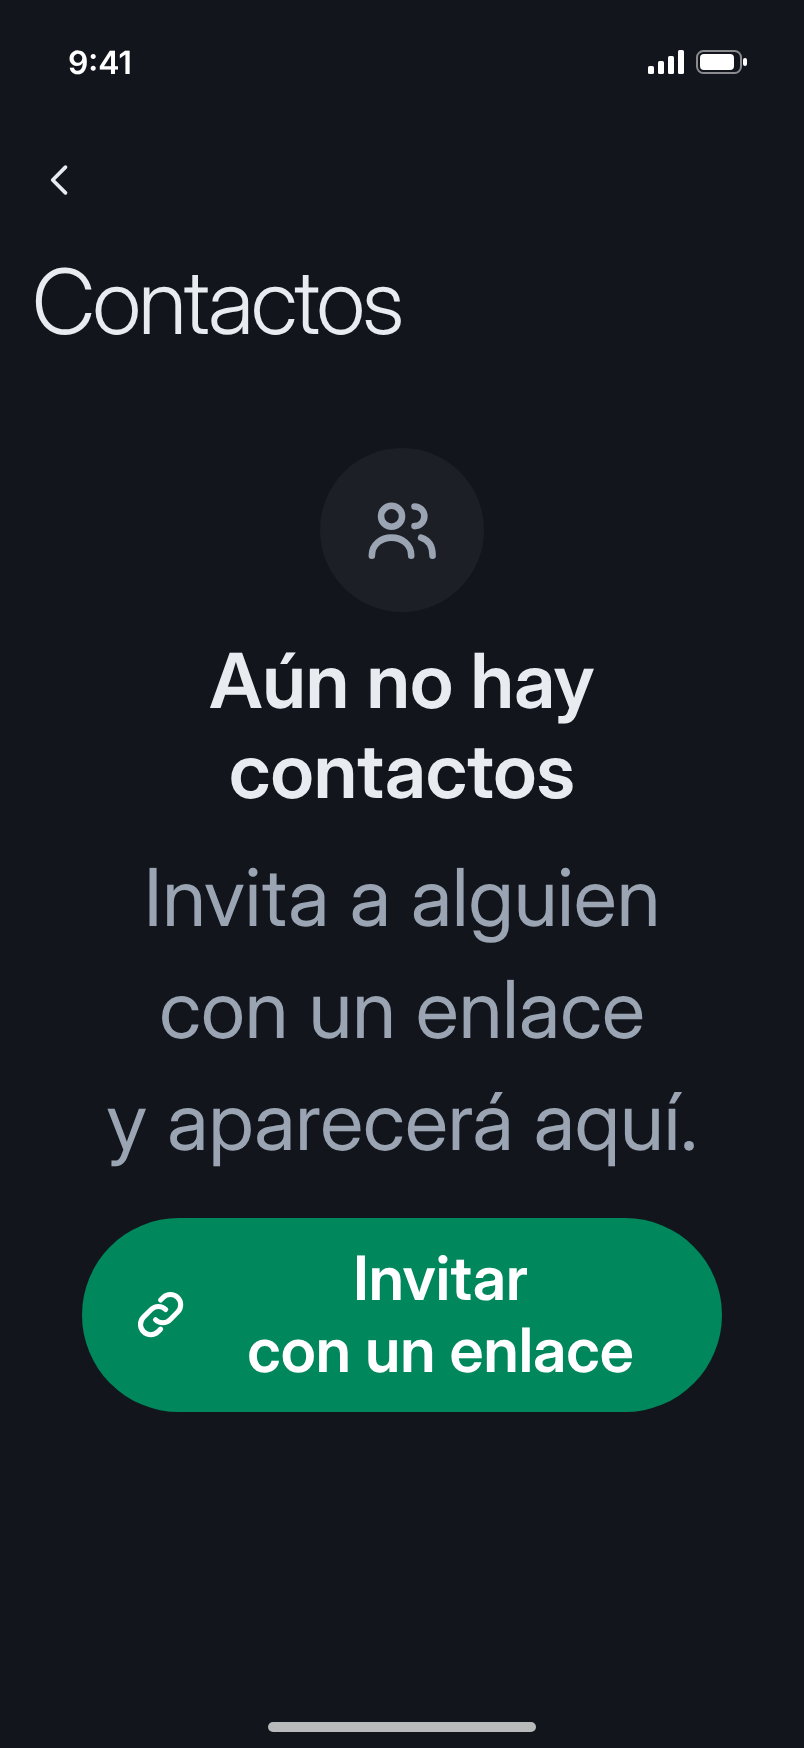 9:41
Contactos
Aún no hay
contactos
Invita a alguien
con un enlace
y aparecerá aquí.
Invitar
con un enlace